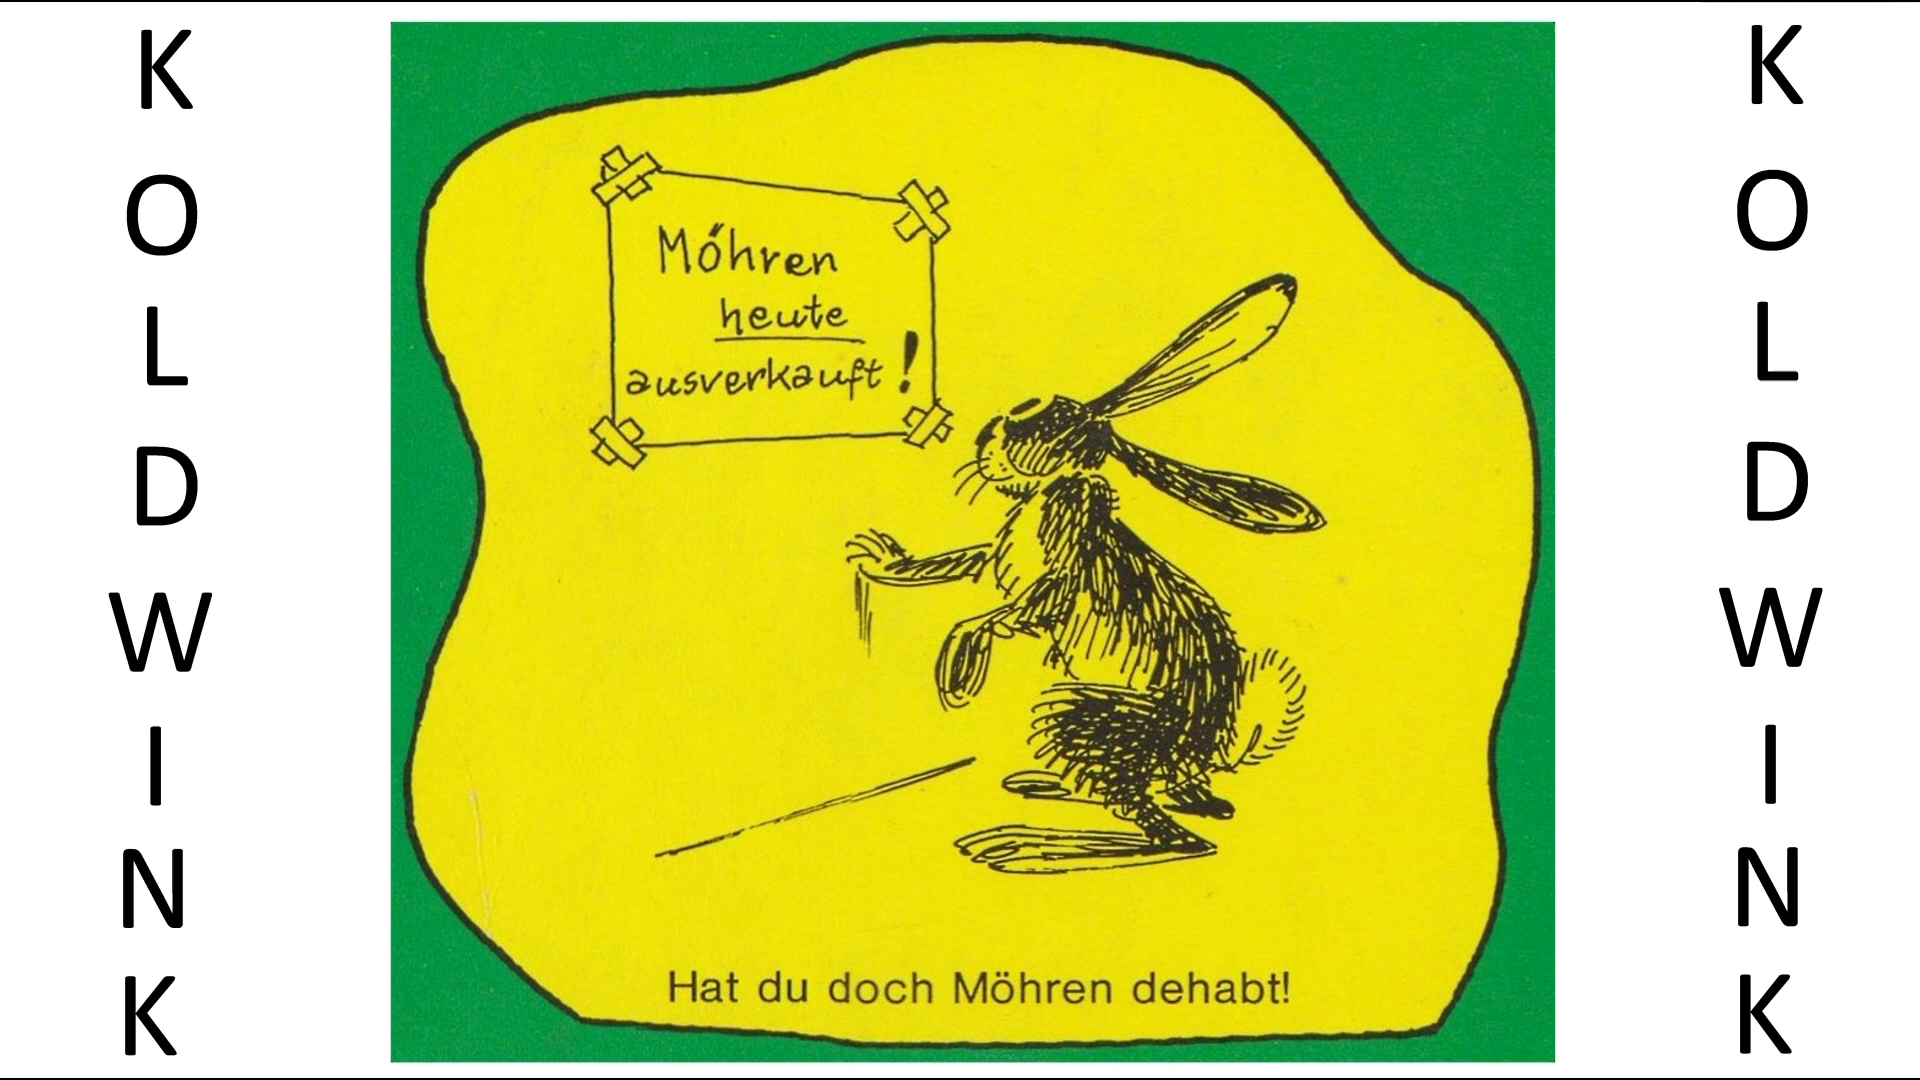 K
O
L
D
W
I
N
K
Möhren
heute
ausverkauft!
Hat du doch Möhren dehabt!
K
O
L
D
W
I
N
K